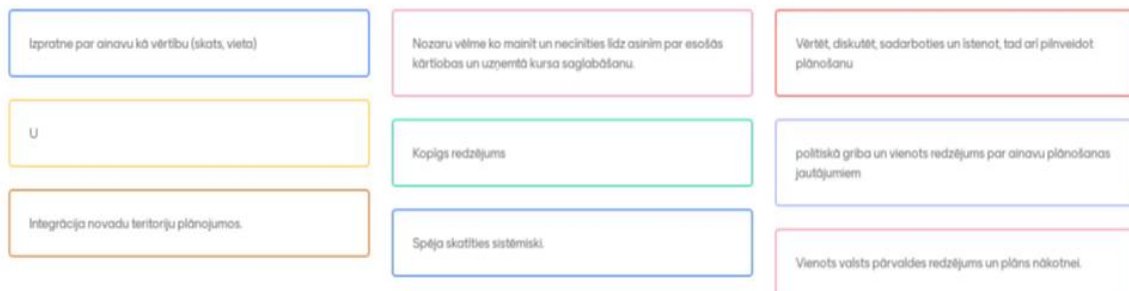 Izpratne par ainavu kā vērtību (skats, vieta)
U
Integrācija novadu teritoriju plānojumos.
Nozaru vēlme ko mainīt un necīnīties līdz asinīm par esošās
kārtības un uzņemtā kursa saglabāšanu.
Kopīgs redzējums
Spēja skatīties sistēmiski.
Vērtēt, diskutēt, sadarboties un īstenot, tad arī pilnveidot
plānošanu
politiskā griba un vienots redzējums par ainavu plānošanas
jautājumiem
Vienots valsts pārvaldes redzējums un plāns nākotnei.